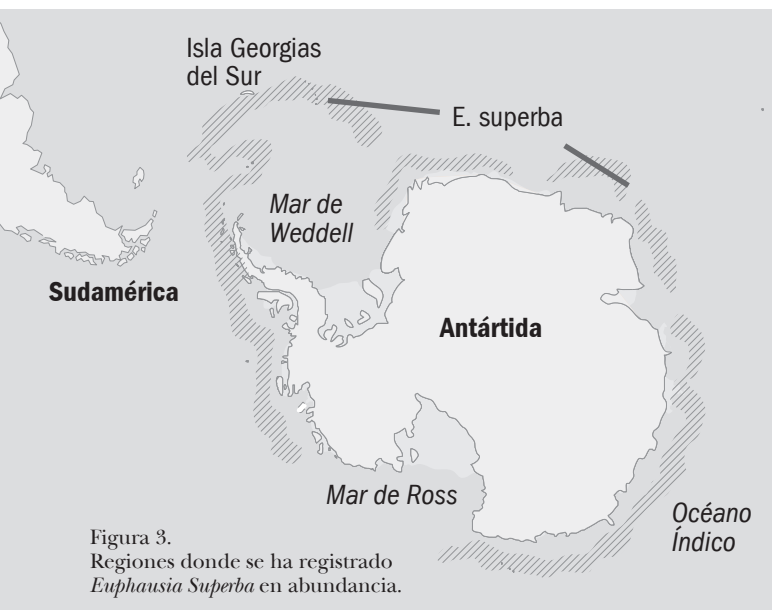 Isla Georgias
del Sur
E. superba
Mar de
Weddell
Sudamérica
Antártida
Mar de Ross
Océano
Índico
Figura 3.
Regiones donde se ha registrado
Euphausia Superba en abundancia.